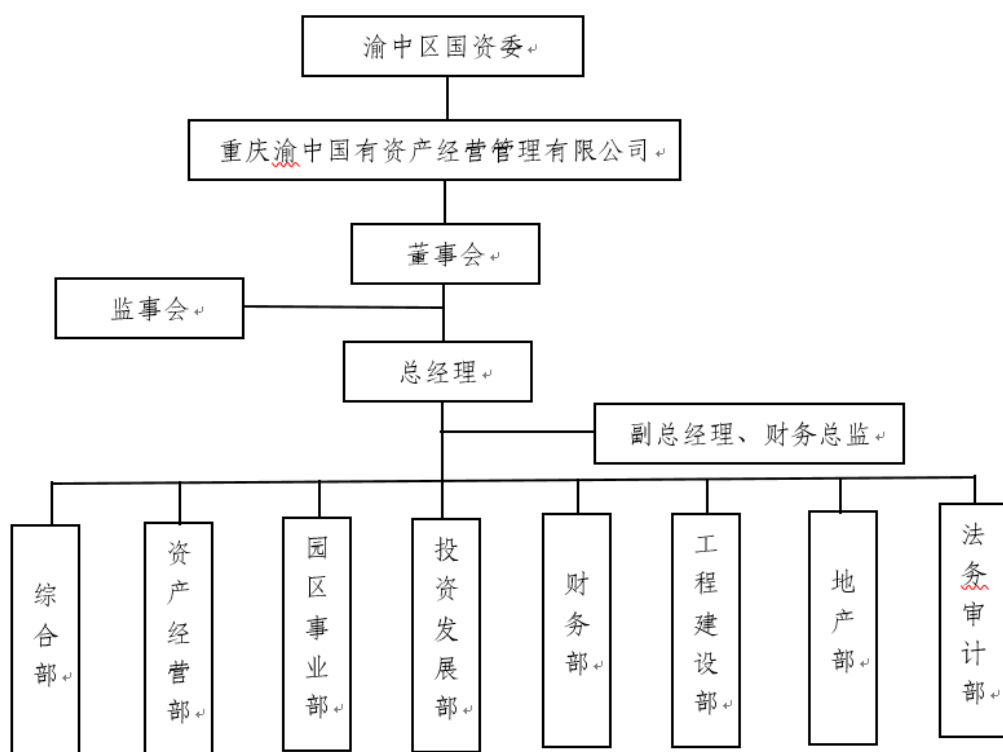 渝中区国资委
重庆渝中国有资产经营管理有限公司
董事会
监事会
总经理
副总经理、财务总监
综合部
资产经营部
园区事业部
投资发展部
财务部
工程建设部
地产部
法务审计部